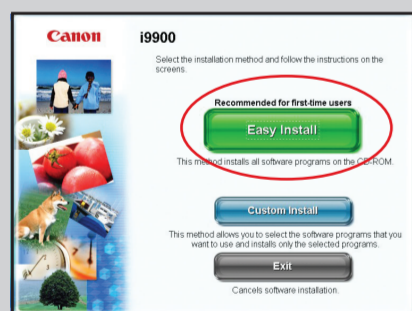 Canon
i9900
Select the installation method and follow the instructions on the
screens.
Recommended for first-time users
Easy Install
This method installs all software programs on the CD-ROM.
Custom Install
This method allows you to select the software programs that you
want to use and installs only the selected programs.
Exit
Cancels software installation.